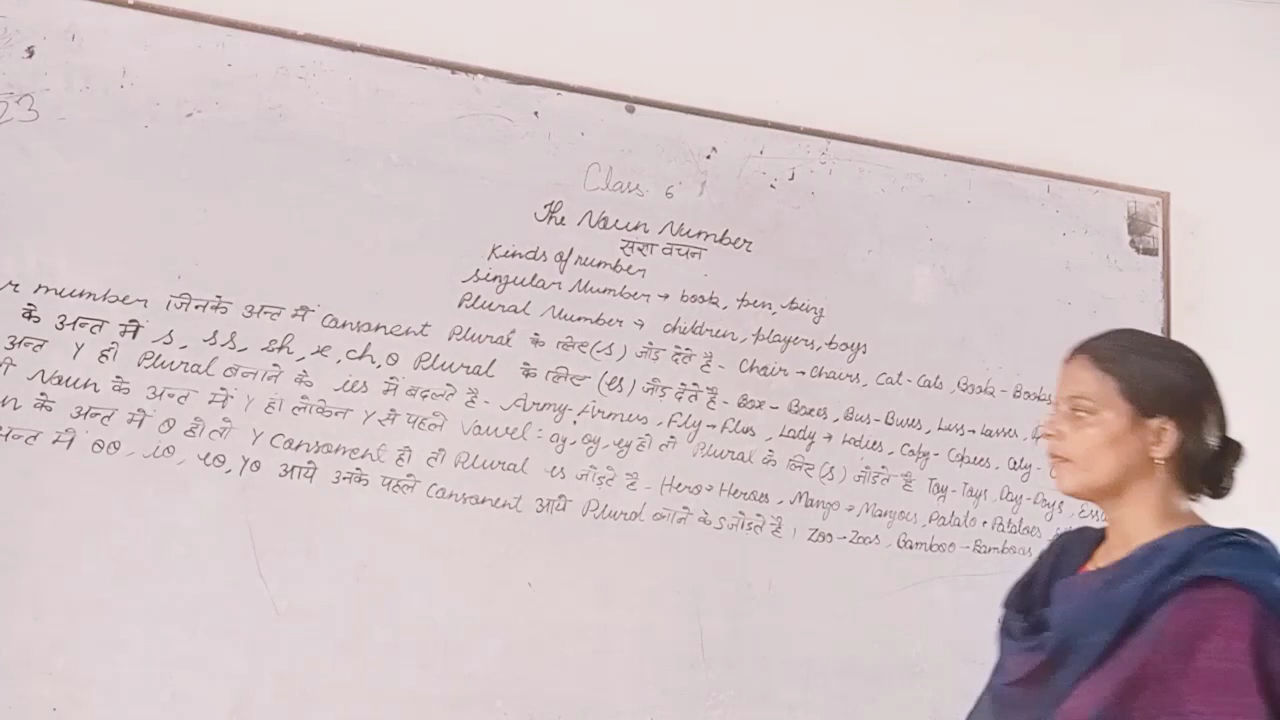 23
Class 6
The Noun Number
संज्ञा वचन
Kinds of number
Singular Number → book, pen, bing
Plural Number → children, players, boys
r number जिनके अन्त में Consonent Plural के लिए (s) जोड़ देते है - Chair → Chairs, Cat - Cats, Book - Books
के अन्त में s, ss, sh, x, ch, o Plural के लिए (es) जोड़ देते है - Box - Boxes, Bus - Buses, Lass → Lasses,
अन्त Y हो Plural बनाने के ies में बदलते है - Army - Armies, Fly → Flies, Lady → Ladies, Copy - Copies, City -
Noun के अन्त में Y हो लेकिन Y से पहले Vowel : ay, oy, ey हो तो Plural के लिए (s) जोड़ते है Toy - Toys, Day - Days,
के अन्त में o हो तो Y Consonent हो तो Plural es जोड़ते है - Hero → Heroes, Mango → Mangoes, Potato - Potatoes
अन्त में oo, io, eo, yo आये उनके पहले Consonent आये Plural बनाने के s जोड़ते है। Zoo - Zoos, Bamboo - Bamboos